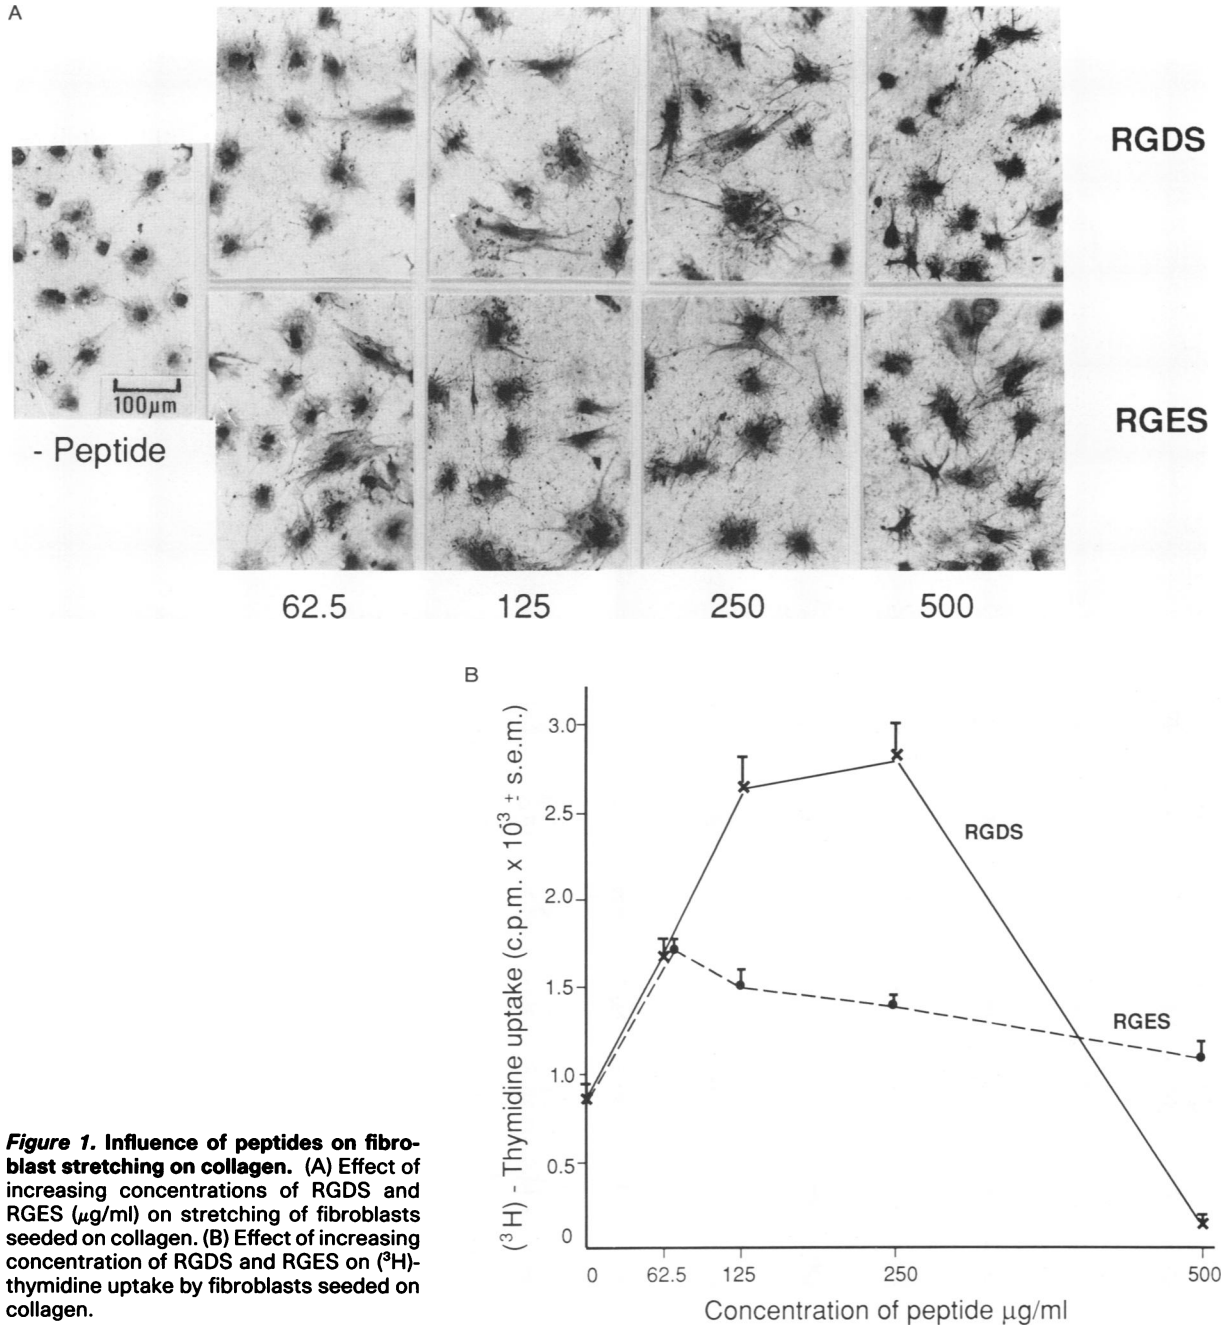 A
RGDS
100μm
- Peptide
RGES
62.5
125
250
500
B
(³H) - Thymidine uptake (c.p.m. x 10⁻³ ± s.e.m.)
3.0
2.5
2.0
1.5
1.0
0.5
0
RGDS
RGES
0
62.5
125
250
500
Concentration of peptide μg/ml
Figure 1. Influence of peptides on fibro-
blast stretching on collagen. (A) Effect of
increasing concentrations of RGDS and
RGES (μg/ml) on stretching of fibroblasts
seeded on collagen. (B) Effect of increasing
concentration of RGDS and RGES on (³H)-
thymidine uptake by fibroblasts seeded on
collagen.